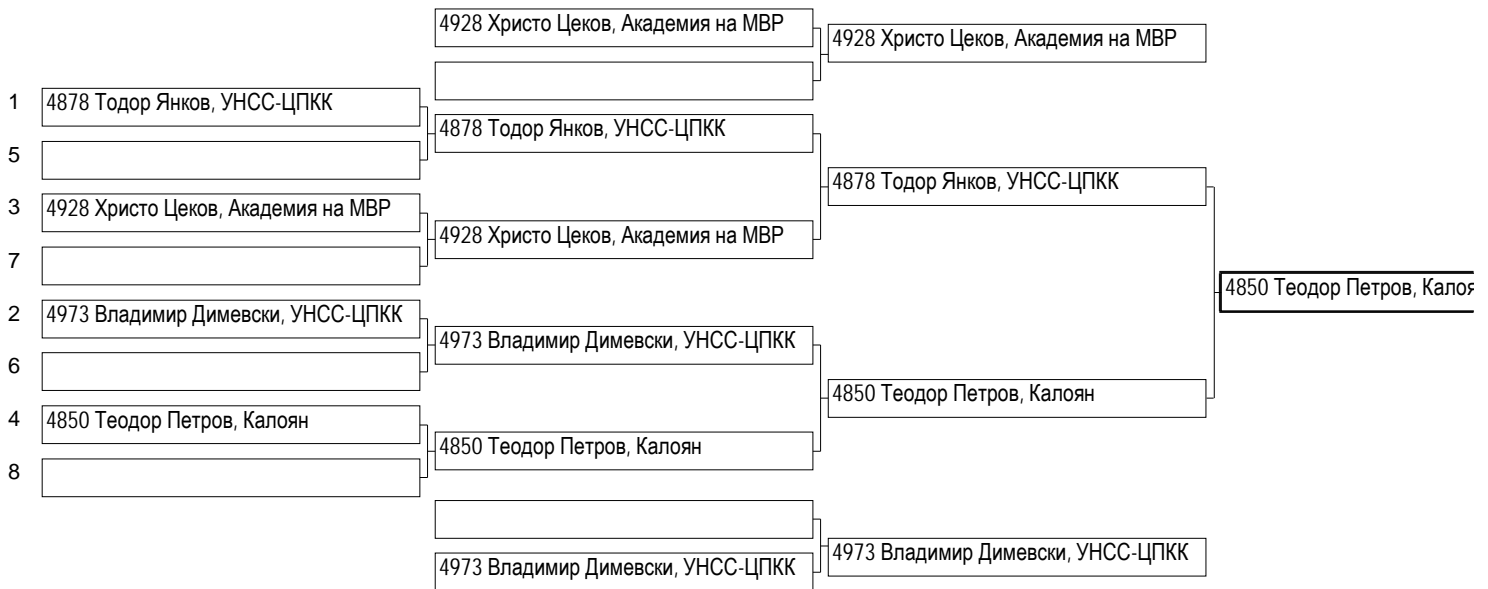 4928 Христо Цеков, Академия на МВР
4928 Христо Цеков, Академия на МВР
1 4878 Тодор Янков, УНСС-ЦПКК
4878 Тодор Янков, УНСС-ЦПКК
5
4878 Тодор Янков, УНСС-ЦПКК
3 4928 Христо Цеков, Академия на МВР
4928 Христо Цеков, Академия на МВР
7
4850 Теодор Петров,
2 4973 Владимир Димевски, УНСС-ЦПКК
4973 Владимир Димевски, УНСС-ЦПКК
6
4850 Теодор Петров, Калоян
4 4850 Теодор Петров, Калоян
4850 Теодор Петров, Калоян
8
4973 Владимир Димевски, УНСС-ЦПКК
4973 Владимир Димевски, УНСС-ЦПКК